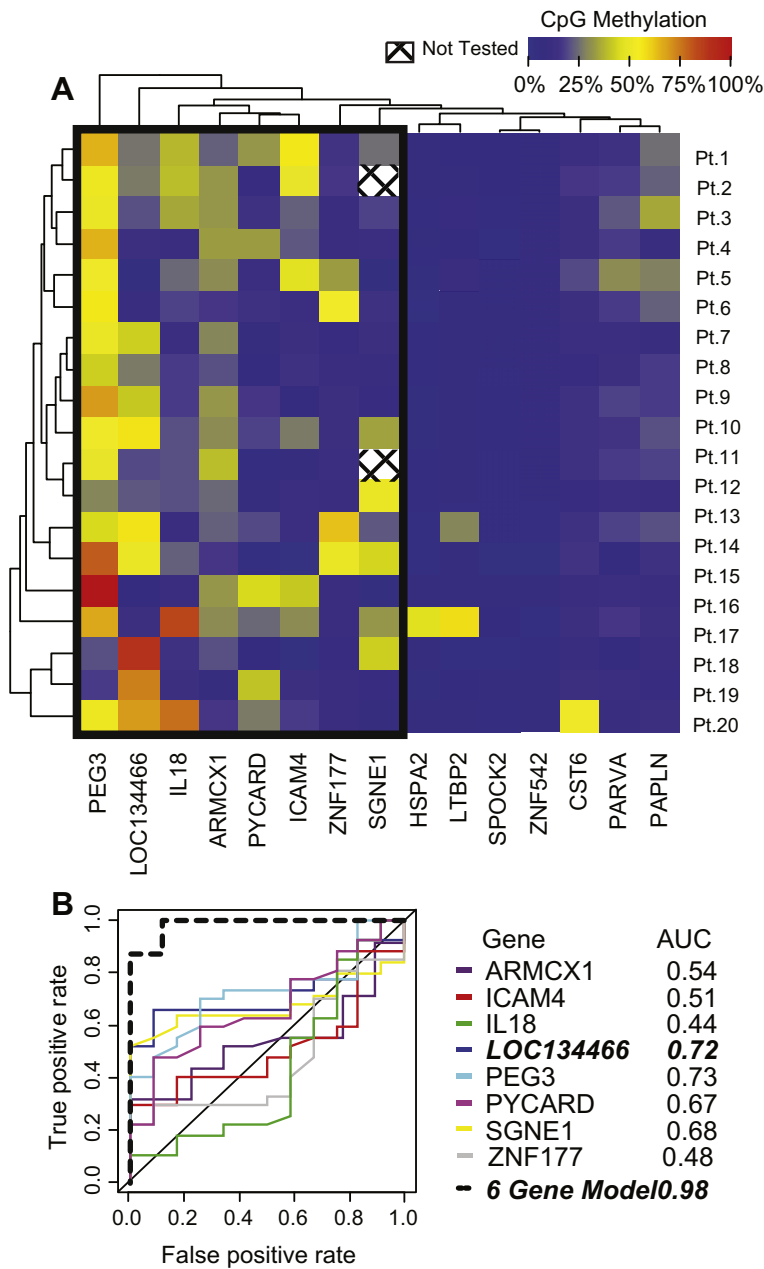 CpG Methylation
Not Tested
0% 25% 50% 75% 100%
A
Pt.1
Pt.2
Pt.3
Pt.4
Pt.5
Pt.6
Pt.7
Pt.8
Pt.9
Pt.10
Pt.11
Pt.12
Pt.13
Pt.14
Pt.15
Pt.16
Pt.17
Pt.18
Pt.19
Pt.20
PEG3
LOC134466
IL18
ARMCX1
PYCARD
ICAM4
ZNF177
SGNE1
HSPA2
LTBP2
SPOCK2
ZNF542
CST6
PARVA
PAPLN
B
True positive rate
1.0
0.8
0.6
0.4
0.2
0.0
0.0 0.2 0.4 0.6 0.8 1.0
False positive rate
Gene AUC
ARMCX1 0.54
ICAM4 0.51
IL18 0.44
LOC134466 0.72
PEG3 0.73
PYCARD 0.67
SGNE1 0.68
ZNF177 0.48
6 Gene Model0.98